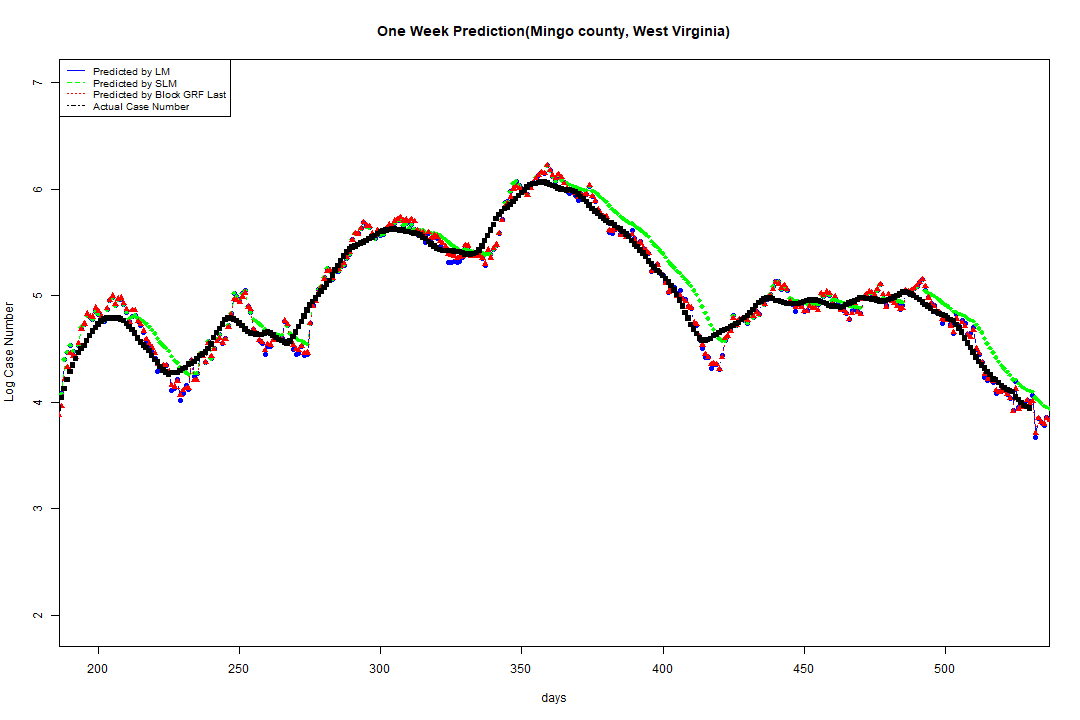 One Week Prediction(Mingo county, West Virginia)
Predicted by LM
Predicted by SLM
Predicted by Block GRF Last
Actual Case Number
7
6
5
4
3
2
Log Case Number
200 250 300 350 400 450 500
days